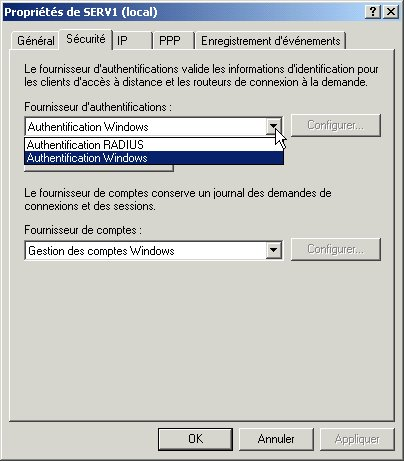 Propriétés de SERV1 (local)
Général Sécurité IP PPP Enregistrement d'événements
Le fournisseur d'authentifications valide les informations d'identification pour
les clients d'accès à distance et les routeurs de connexion à la demande.
Fournisseur d'authentifications :
Authentification Windows Configurer...
Authentification RADIUS
Authentification Windows
Le fournisseur de comptes conserve un journal des demandes de
connexions et des sessions.
Fournisseur de comptes :
Gestion des comptes Windows Configurer...
OK Annuler Appliquer